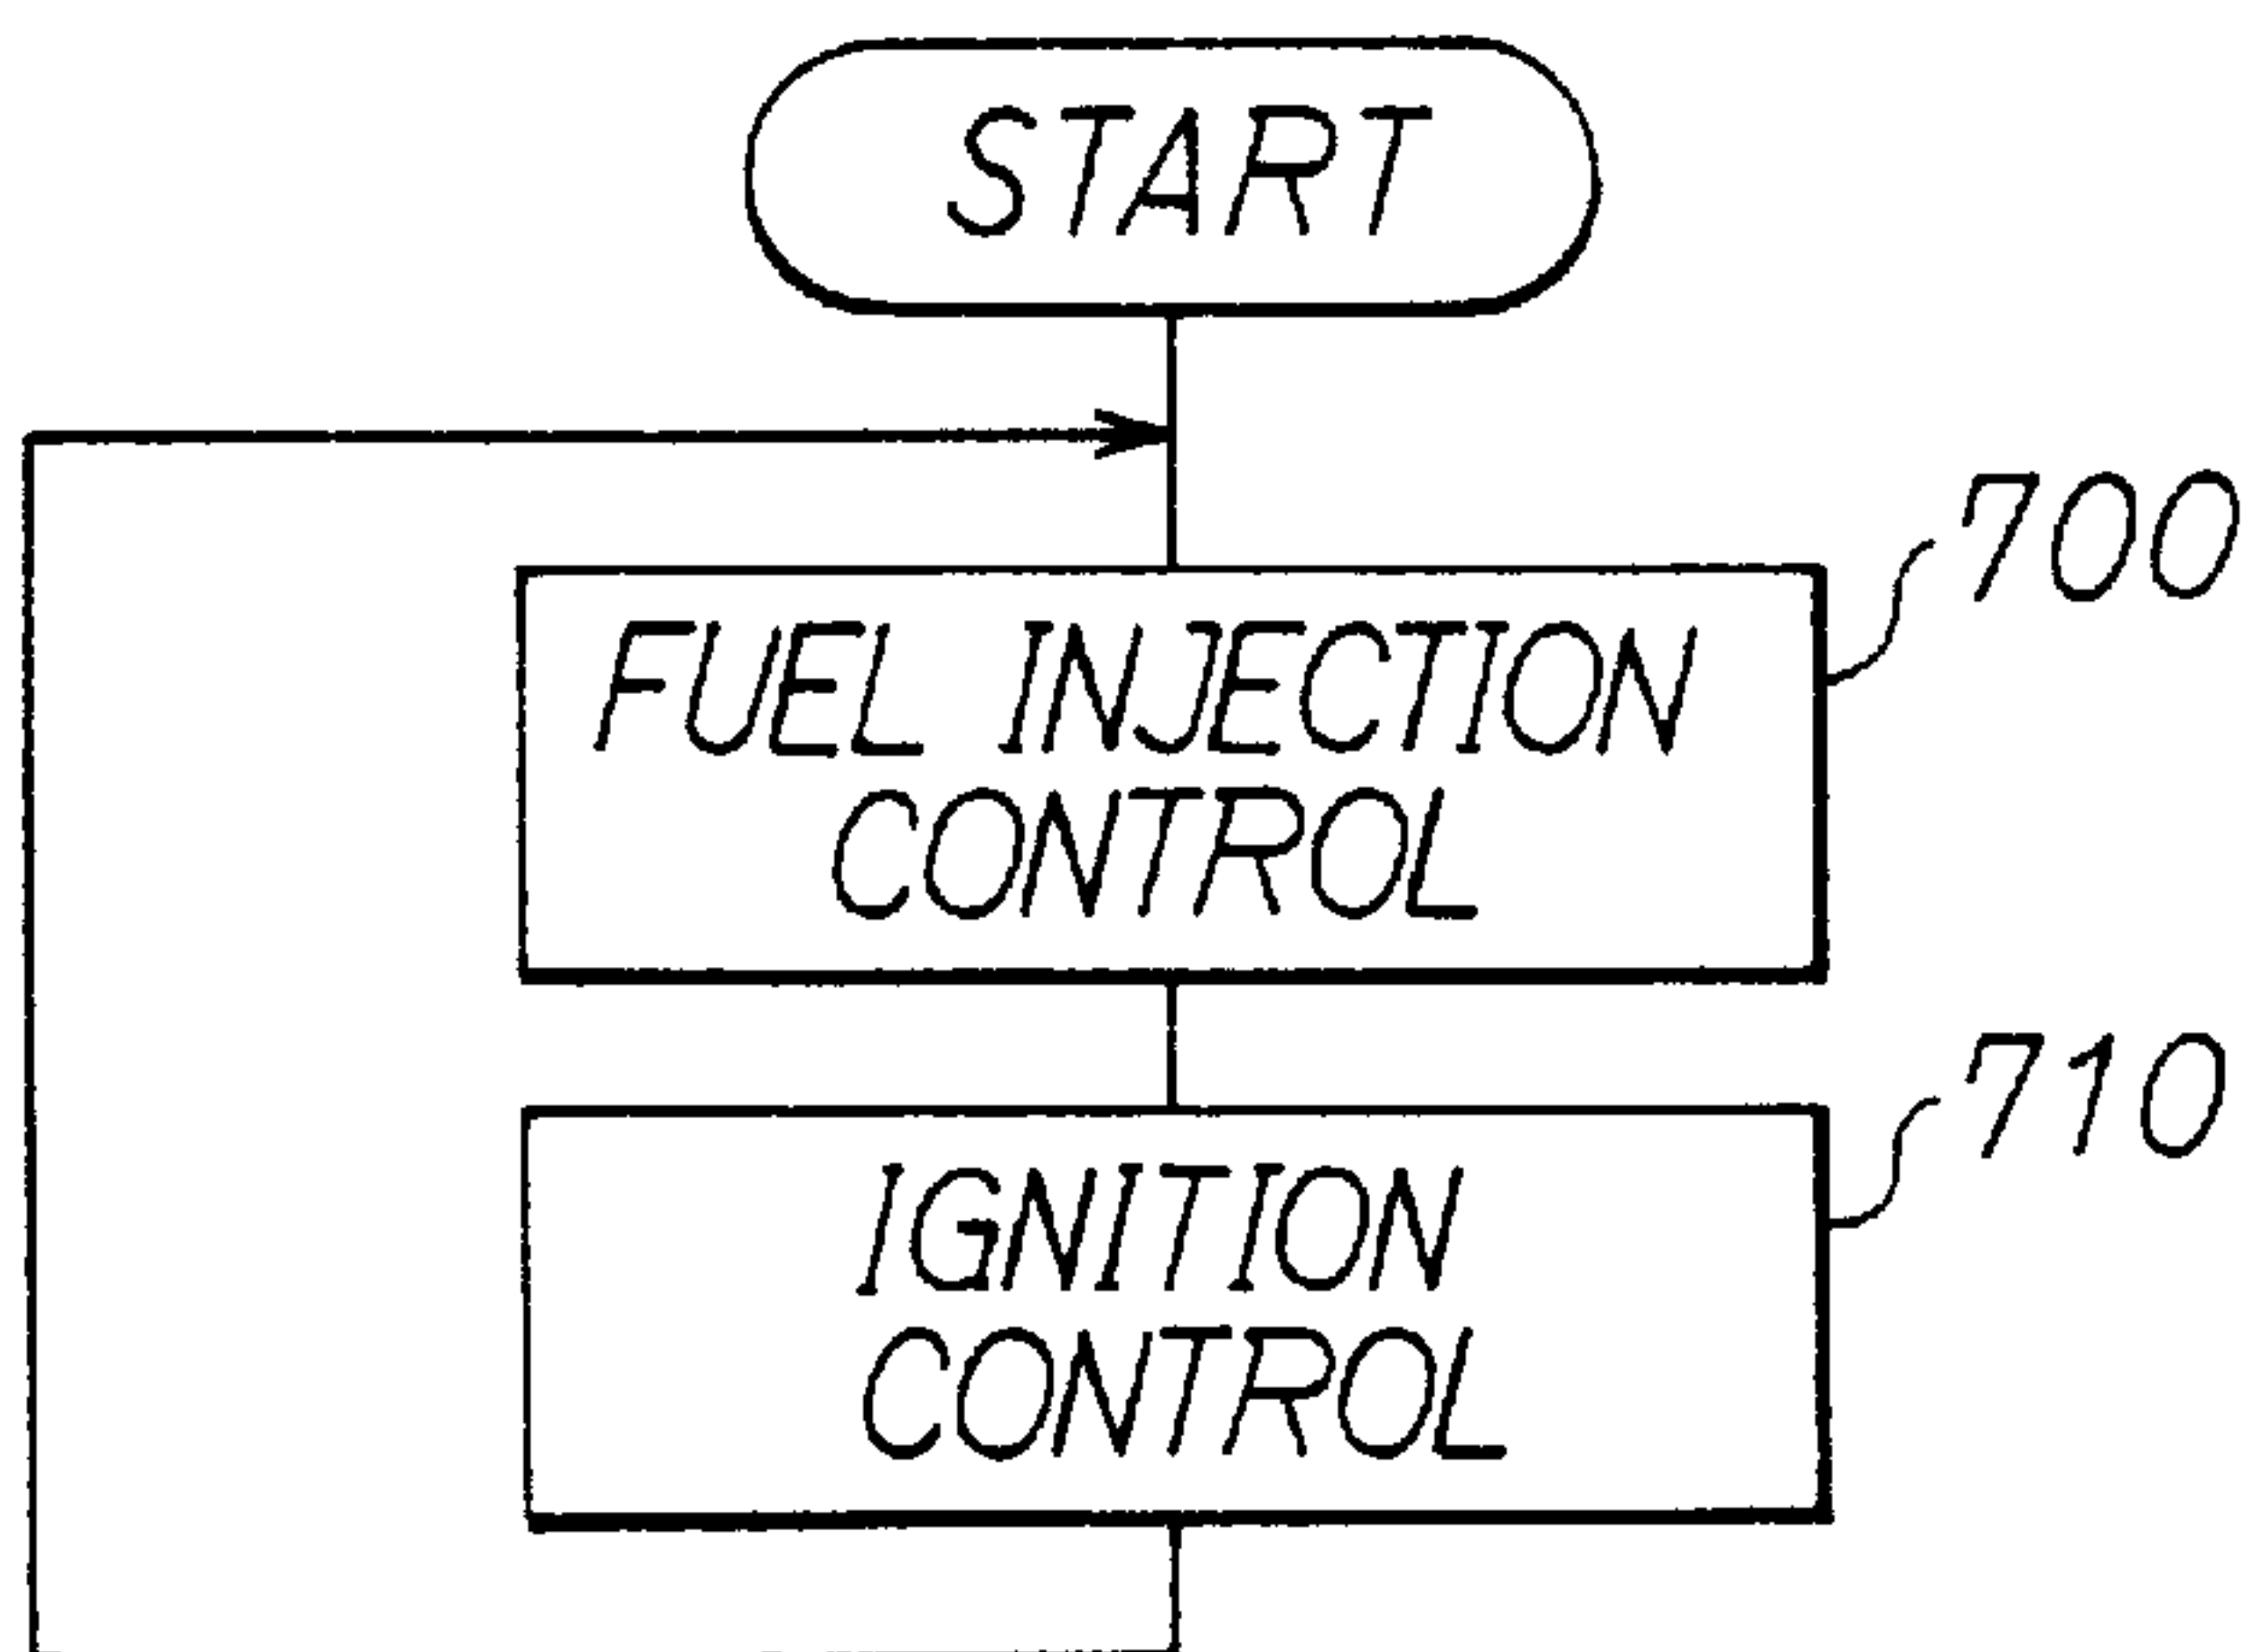 START
700
FUEL INJECTION
CONTROL
710
IGNITION
CONTROL